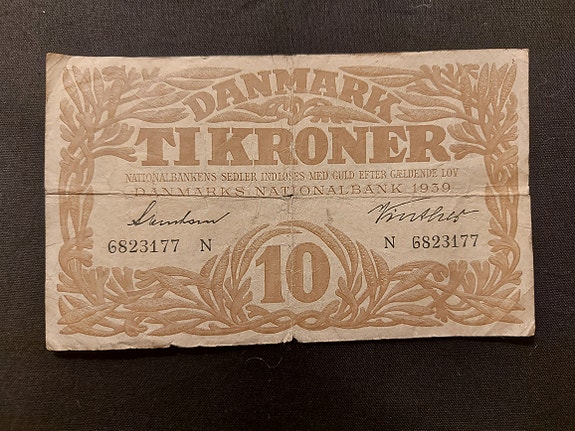 DANMARK
TI KRONER
NATIONALBANKENS SEDLER INDLØSES MED GULD EFTER GÆLDENDE LOV
DANMARKS NATIONALBANK 1939
6823177 N
N 6823177
10